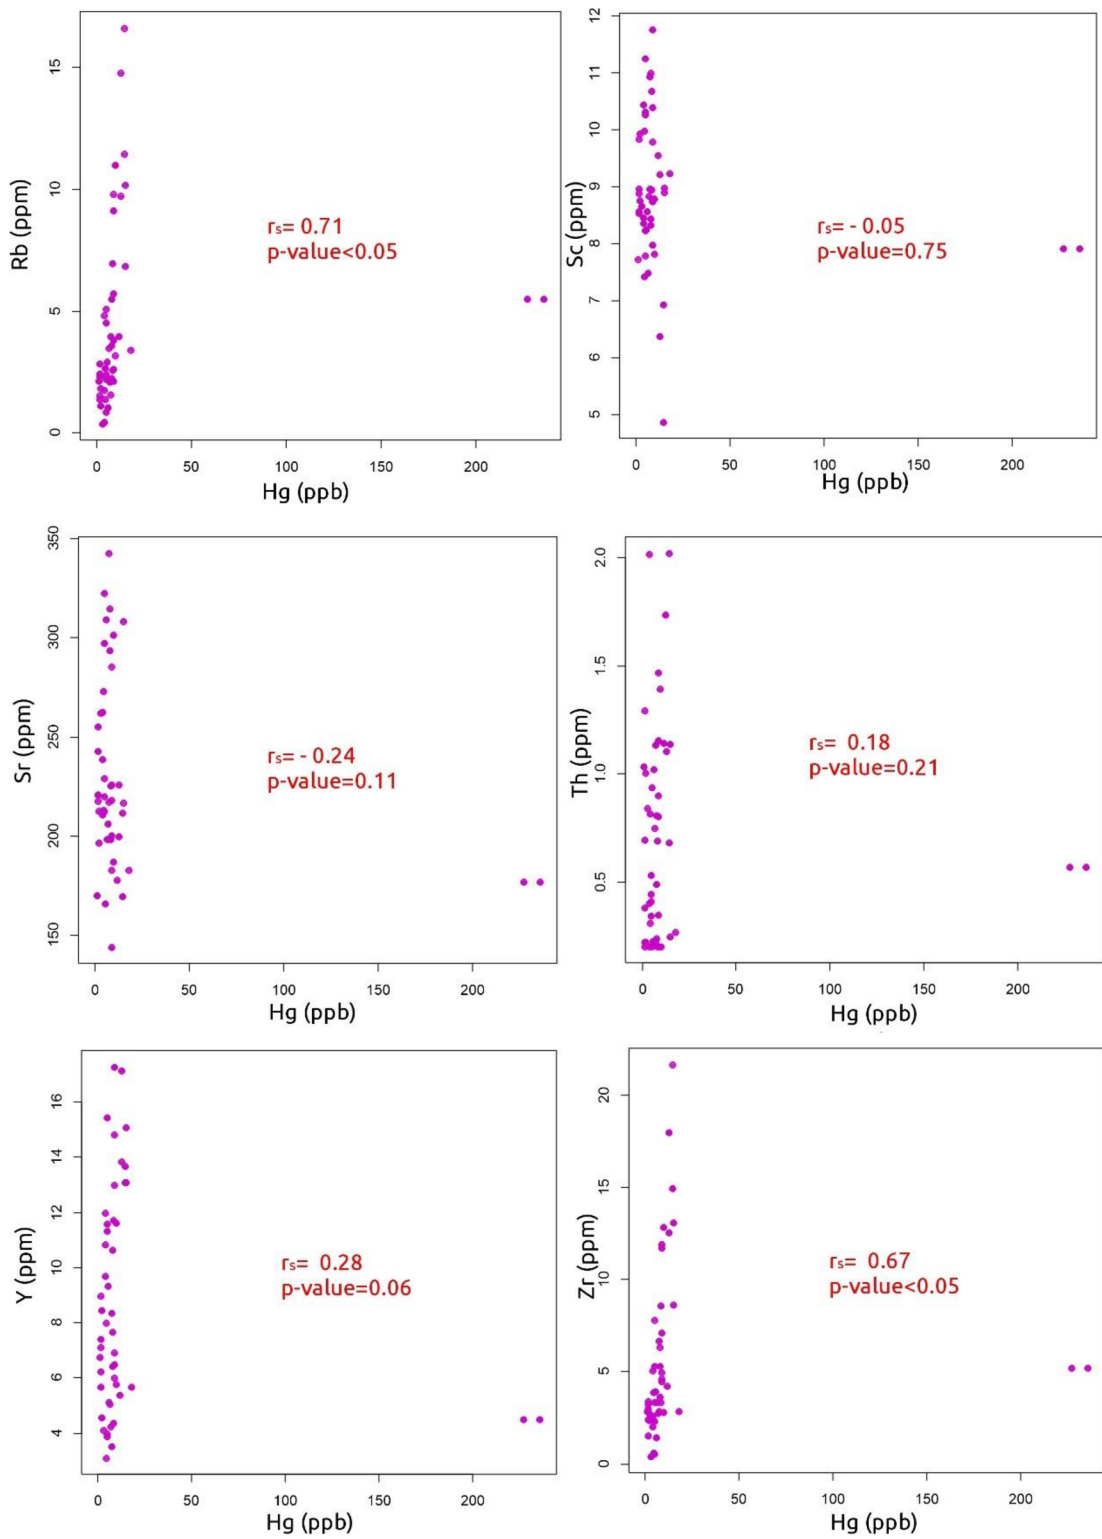 Rb (ppm)
15
10
5
0
rs= 0.71
p-value<0.05
0 50 100 150 200
Hg (ppb)
Sc (ppm)
12
11
10
9
8
7
6
5
rs= - 0.05
p-value=0.75
0 50 100 150 200
Hg (ppb)
Sr (ppm)
350
300
250
200
150
rs= - 0.24
p-value=0.11
0 50 100 150 200
Hg (ppb)
Th (ppm)
2.0
1.5
1.0
0.5
rs= 0.18
p-value=0.21
0 50 100 150 200
Hg (ppb)
Y (ppm)
16
14
12
10
8
6
4
rs= 0.28
p-value=0.06
0 50 100 150 200
Hg (ppb)
Zr (ppm)
20
15
10
5
0
rs= 0.67
p-value<0.05
0 50 100 150 200
Hg (ppb)